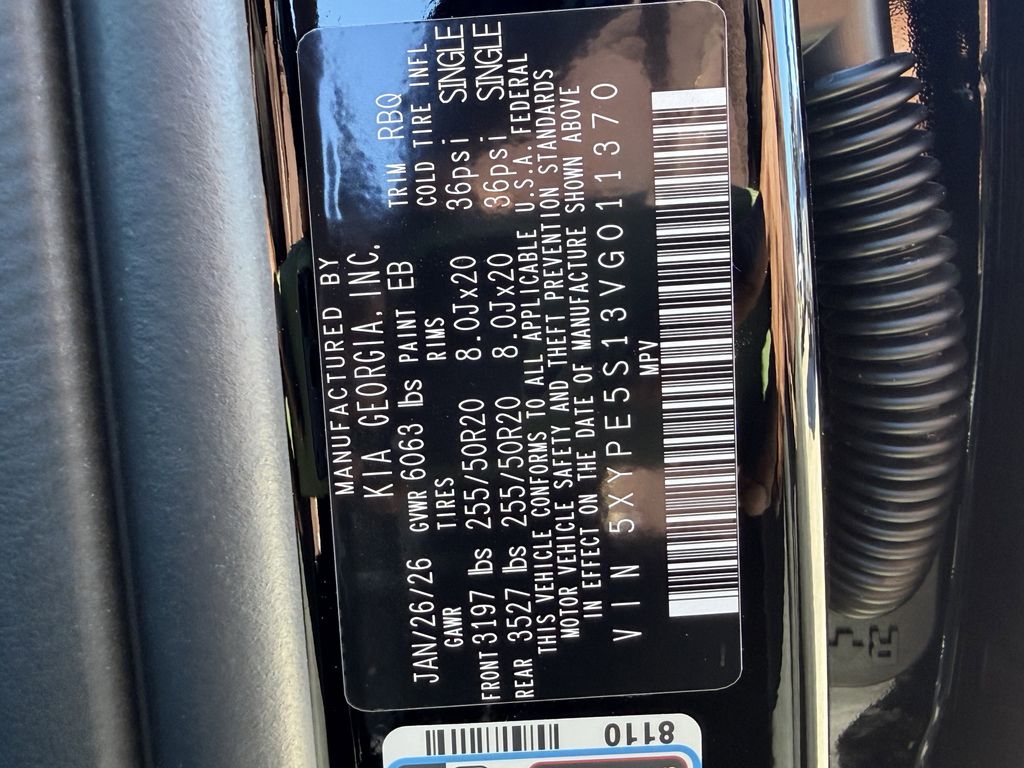 MANUFACTURED BY
KIA GEORGIA, INC.
JAN/26/26 GVWR 6063 lbs PAINT EB TRIM RBQ
GAWR TIRES RIMS COLD TIRE INFL
FRONT 3197 lbs 255/50R20 8.0Jx20 36psi SINGLE
REAR 3527 lbs 255/50R20 8.0Jx20 36psi SINGLE
THIS VEHICLE CONFORMS TO ALL APPLICABLE U.S.A. FEDERAL
MOTOR VEHICLE SAFETY AND THEFT PREVENTION STANDARDS
IN EFFECT ON THE DATE OF MANUFACTURE SHOWN ABOVE
VIN 5XYPE5S13VG011370
MPV
8110